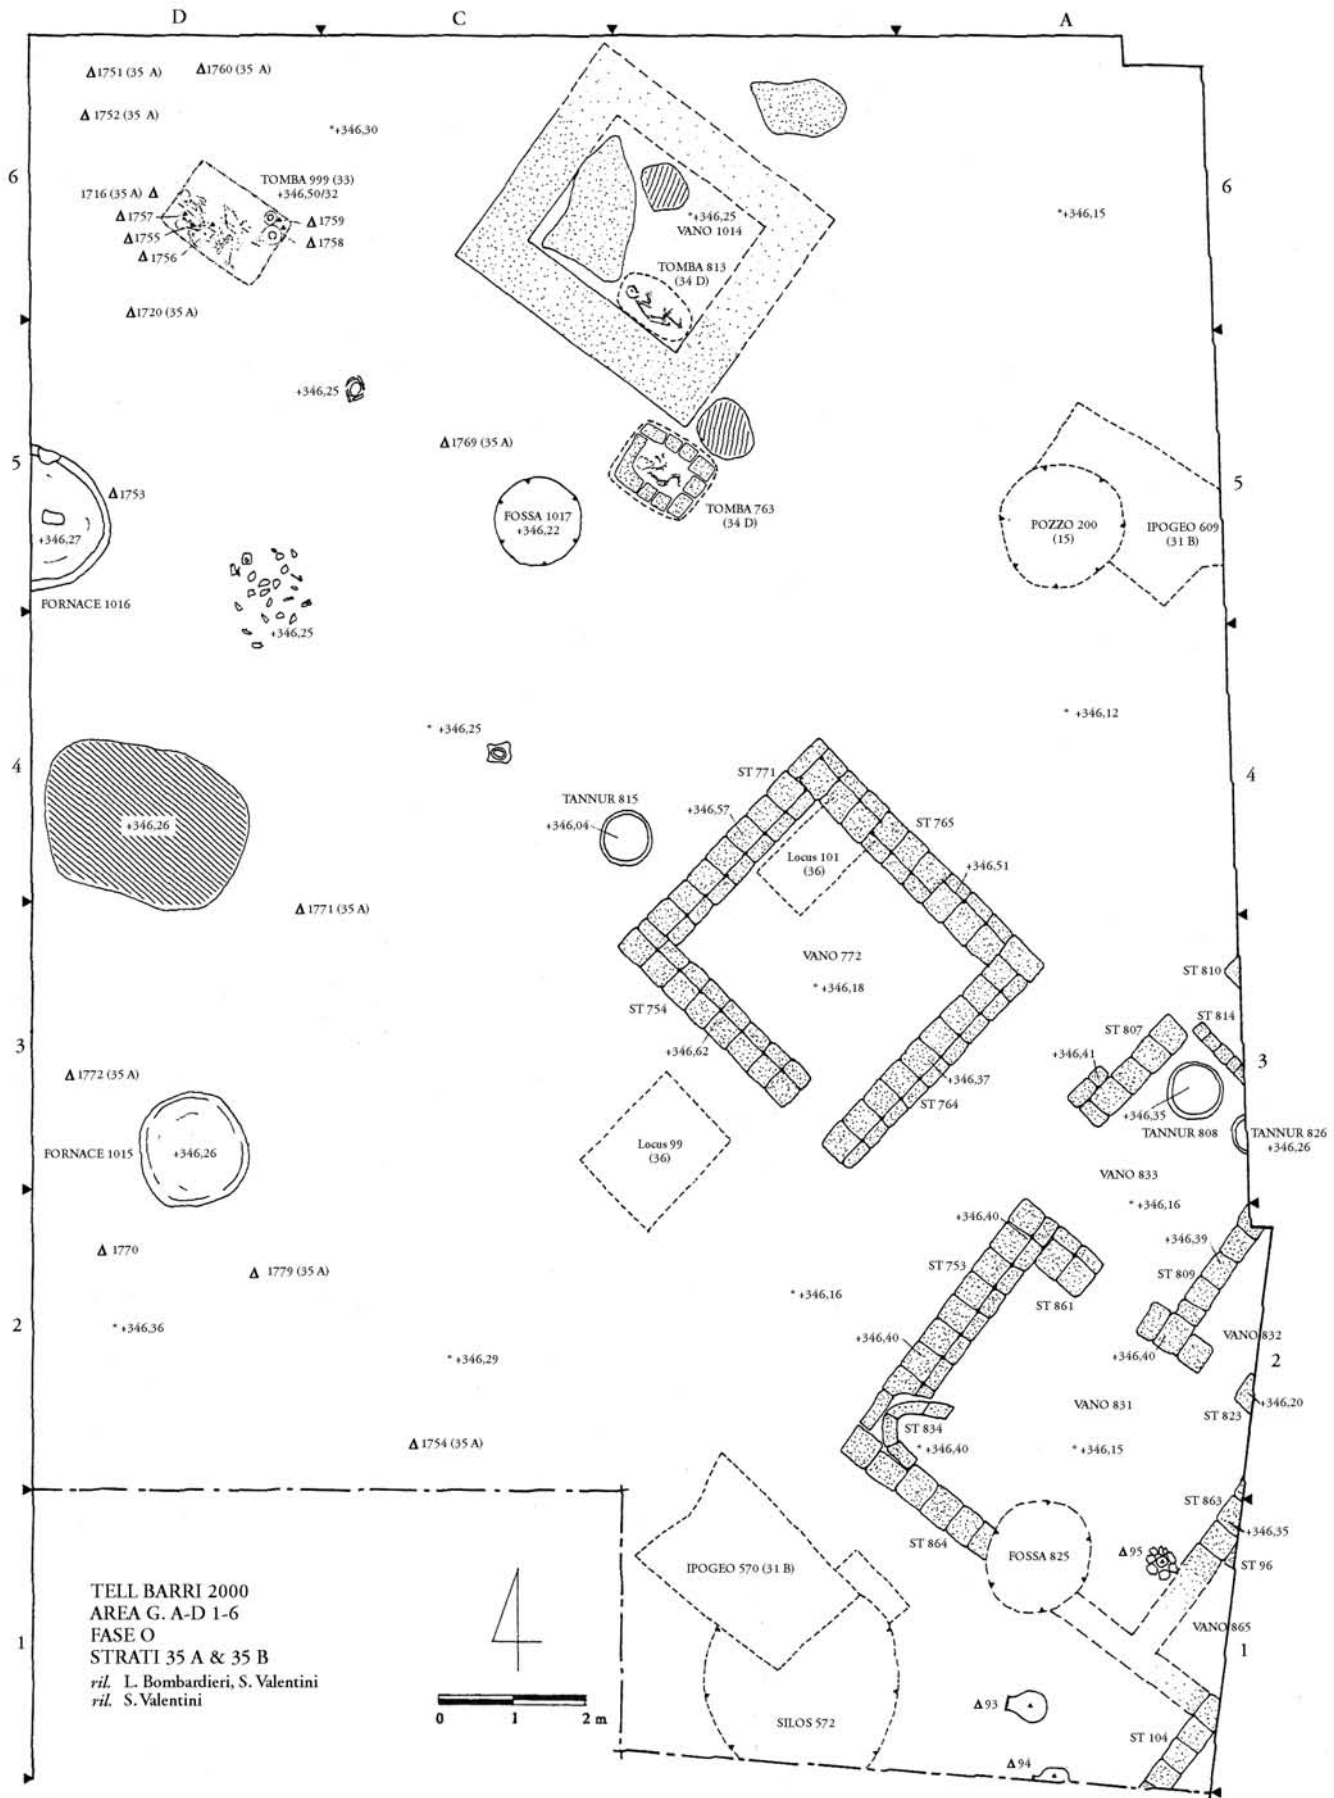 D
C
A
Δ1751 (35 A)
Δ1760 (35 A)
Δ1752 (35 A)
*+346,30
6
6
TOMBA 999 (33)
+346,50/32
1716 (35 A) Δ
Δ1757
Δ1759
Δ1755
Δ1758
Δ1756
*+346,25
VANO 1014
*+346,15
TOMBA 813
(34 D)
Δ1720 (35 A)
+346,25
Δ1769 (35 A)
5
5
Δ1753
FOSSA 1017
+346,22
TOMBA 763
(34 D)
POZZO 200
(15)
IPOGEO 609
(31 B)
+346,27
FORNACE 1016
+346,25
* +346,25
* +346,12
4
4
ST 771
TANNUR 815
+346,57
+346,04
+346,26
ST 765
Locus 101
(36)
+346,51
Δ1771 (35 A)
VANO 772
* +346,18
ST 810
ST 754
ST 814
ST 807
3
3
+346,62
+346,41
Δ1772 (35 A)
+346,37
ST 764
+346,35
TANNUR 808
TANNUR 826
+346,26
Locus 99
(36)
FORNACE 1015
+346,26
VANO 833
* +346,16
+346,40
+346,39
Δ 1770
ST 753
ST 809
Δ 1779 (35 A)
* +346,16
ST 861
* +346,36
2
2
+346,40
VANO 832
+346,40
* +346,29
VANO 831
+346,20
ST 823
ST 834
* +346,40
* +346,15
Δ1754 (35 A)
ST 863
+346,35
ST 864
FOSSA 825
Δ95
ST 96
IPOGEO 570 (31 B)
VANO 865
1
1
TELL BARRI 2000
AREA G. A-D 1-6
FASE O
STRATI 35 A & 35 B
ril. L. Bombardieri, S. Valentini
ril. S. Valentini
0 1 2 m
SILOS 572
Δ93
ST 104
Δ94